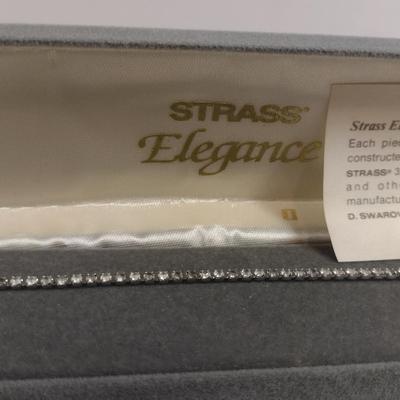 STRASS®
Elegance
Strass El
Each piec
constructe
STRASS® 3
and othe
manufactu
D. SWAROV